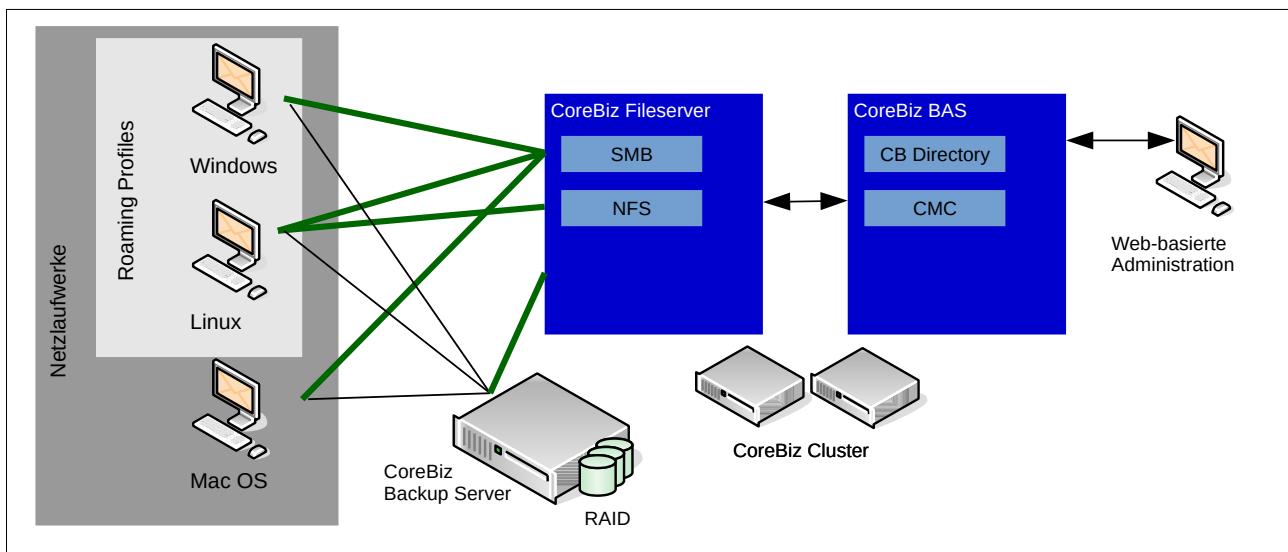 Netzlaufwerke
Roaming Profiles
Windows
Linux
Mac OS
CoreBiz Fileserver
SMB
NFS
CoreBiz BAS
CB Directory
CMC
Web-basierte
Administration
CoreBiz
Backup Server
RAID
CoreBiz Cluster